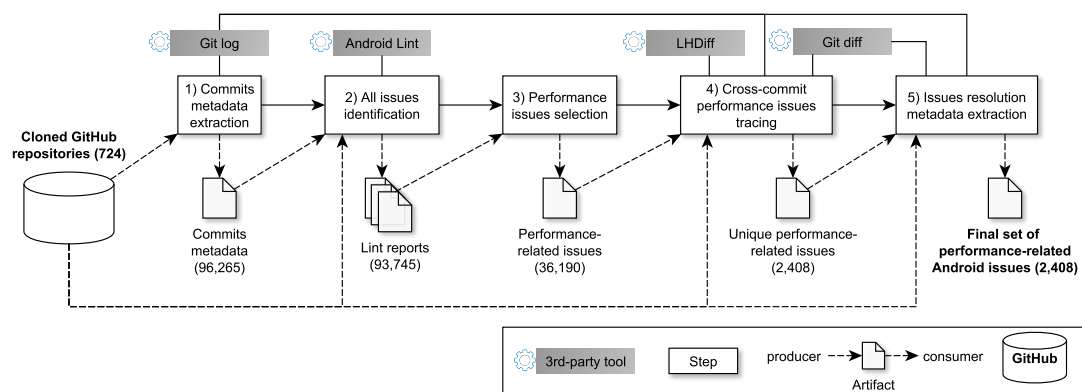 Git log
Android Lint
LHDiff
Git diff
1) Commits
metadata
extraction
2) All issues
identification
3) Performance
issues selection
4) Cross-commit
performance issues
tracing
5) Issues resolution
metadata extraction
Cloned GitHub
repositories (724)
Commits
metadata
(96,265)
Lint reports
(93,745)
Performance-
related issues
(36,190)
Unique performance-
related issues
(2,408)
Final set of
performance-related
Android issues (2,408)
3rd-party tool
Step
producer
consumer
Artifact
GitHub